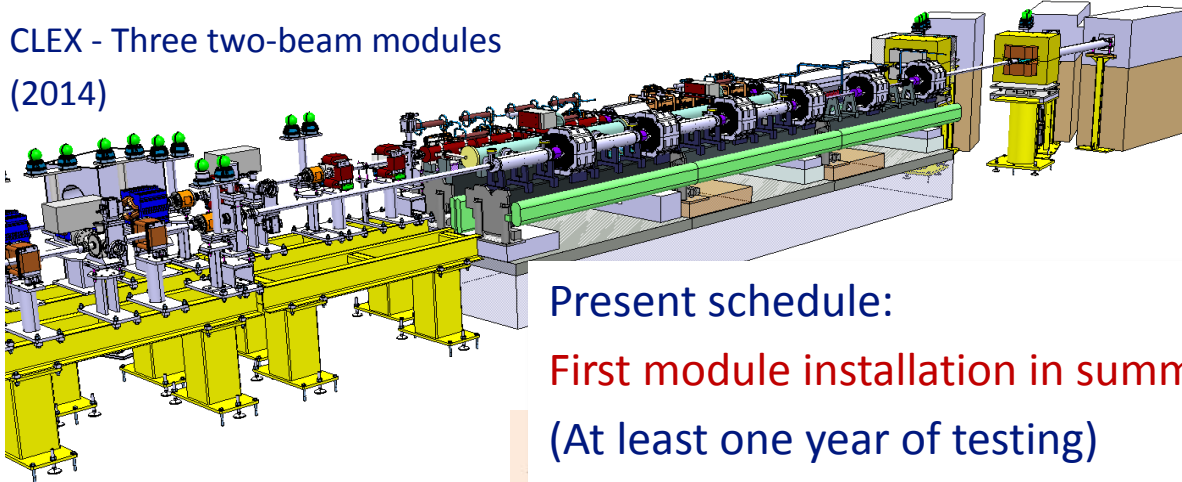 CLEX - Three two-beam modules
(2014)
Present schedule:
First module installation in
(At least one year of testing)